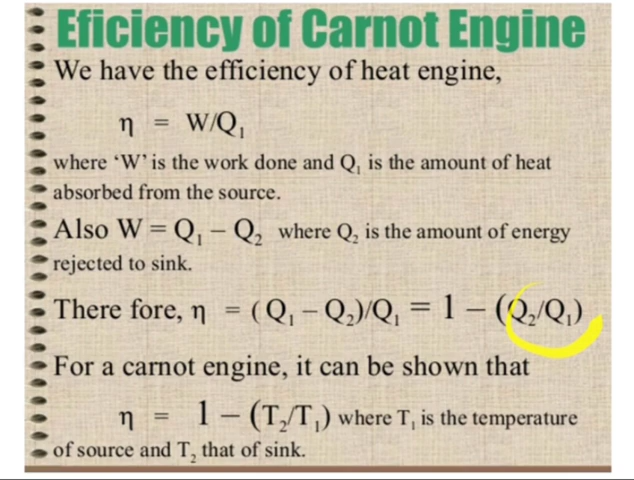 Eficiency of Carnot Engine
We have the efficiency of heat engine,
η = W/Q₁
where ‘W’ is the work done and Q₁ is the amount of heat
absorbed from the source.
Also W = Q₁ – Q₂ where Q₂ is the amount of energy
rejected to sink.
There fore, η = ( Q₁ – Q₂)/Q₁ = 1 – (Q₂/Q₁)
For a carnot engine, it can be shown that
η = 1 – (T₂/T₁) where T₁ is the temperature
of source and T₂ that of sink.